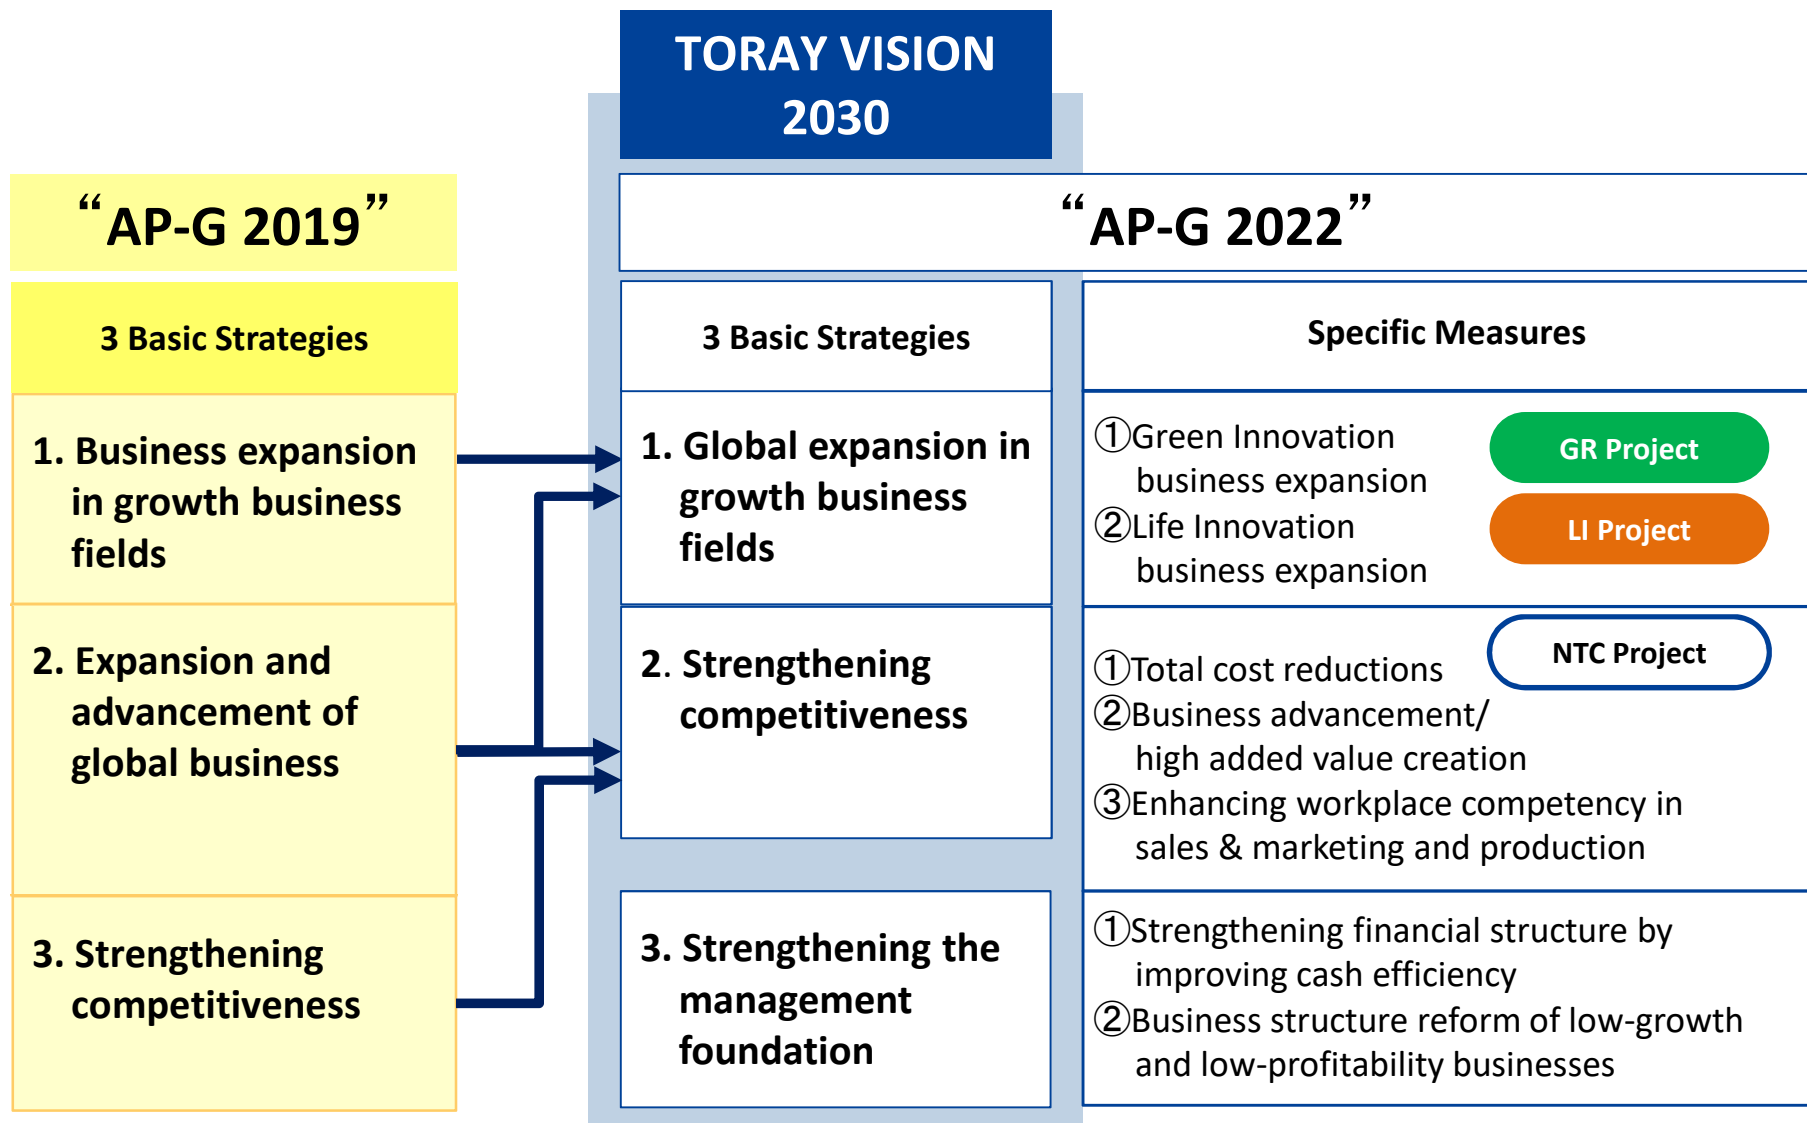 TORAY VISION
2030
“AP-G 2019”
“AP-G 2022”
3 Basic Strategies
3 Basic Strategies
Specific Measures
1. Business expansion
in growth business
fields
1. Global expansion in
growth business
fields
①Green Innovation
business expansion
②Life Innovation
business expansion
GR Project
LI Project
2. Expansion and
advancement of
global business
2. Strengthening
competitiveness
NTC Project
①Total cost reductions
②Business advancement/
high added value creation
③Enhancing workplace competency in
sales & marketing and production
3. Strengthening
competitiveness
3. Strengthening the
management
foundation
①Strengthening financial structure by
improving cash efficiency
②Business structure reform of low-growth
and low-profitability businesses